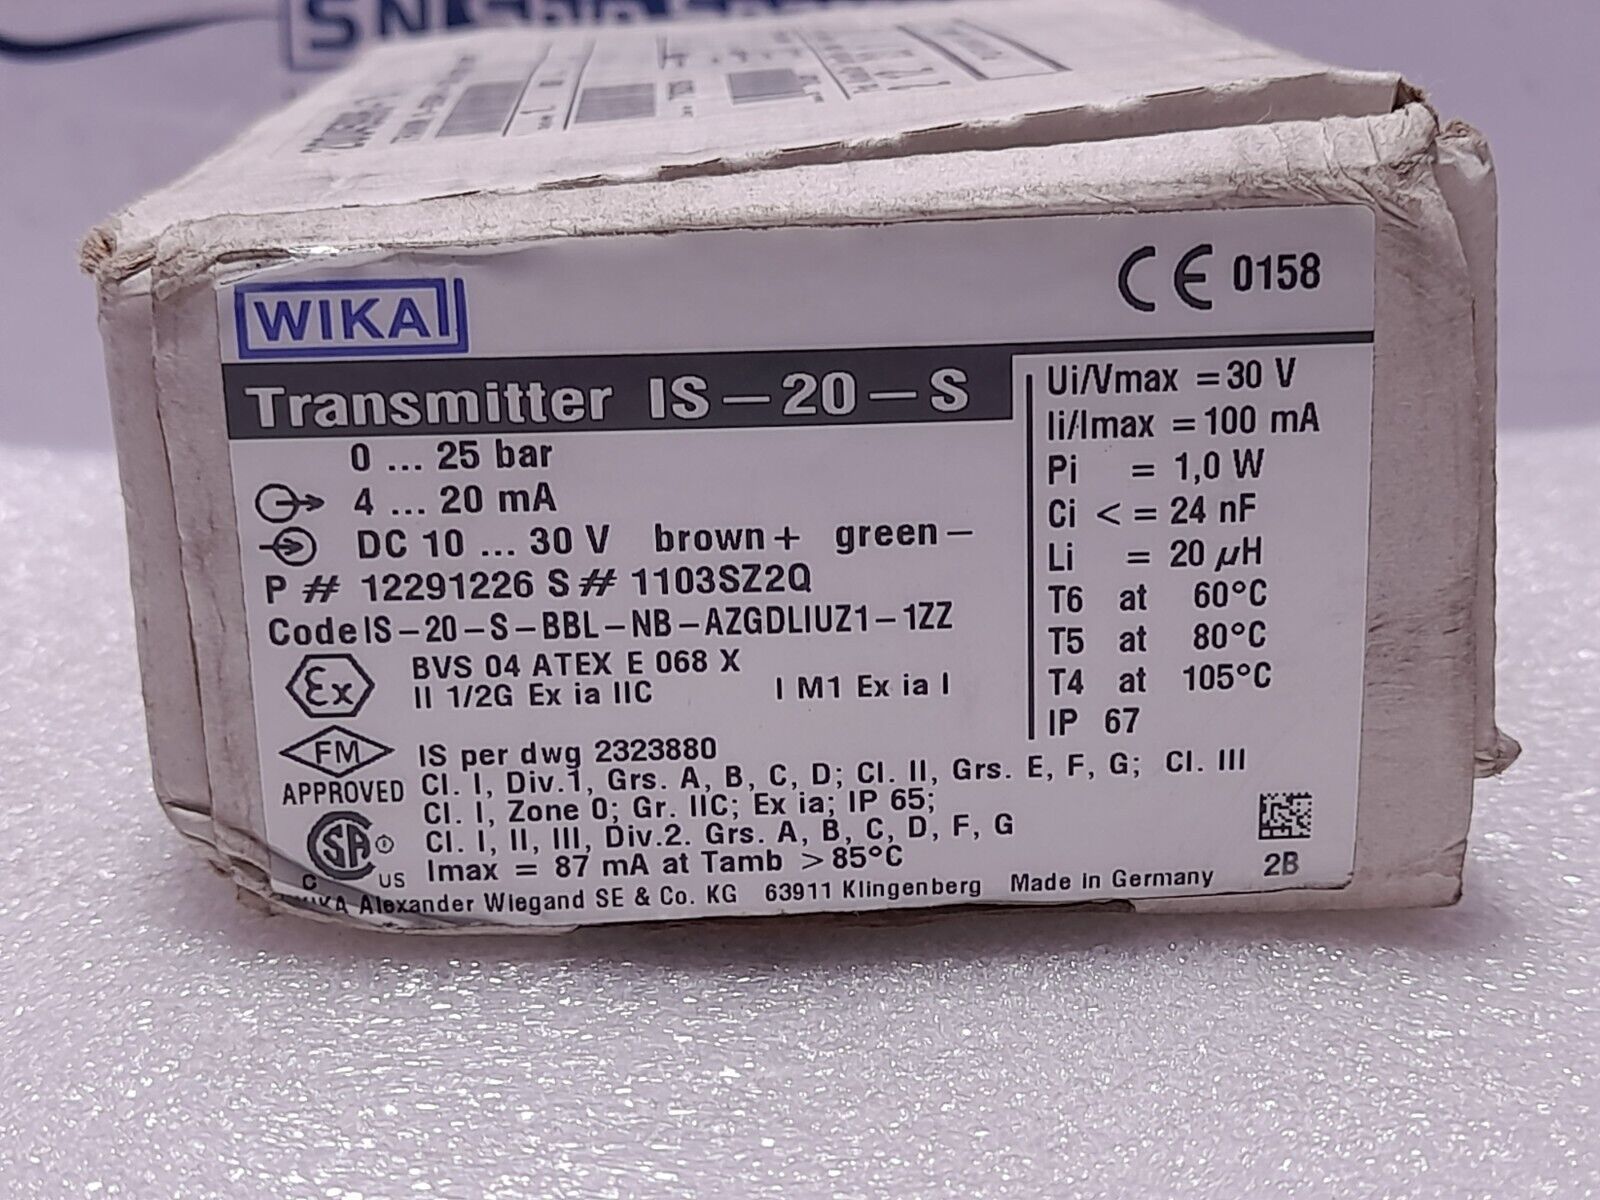 WIKA
CE 0158
Transmitter IS-20-S
0 ... 25 bar
4 ... 20 mA
DC 10 ... 30 V brown+ green-
P # 12291226 S # 1103SZ2Q
Code IS-20-S-BBL-NB-AZGDLIUZ1-1ZZ
Ex BVS 04 ATEX E 068 X
II 1/2G Ex ia IIC I M1 Ex ia I
Ui/Vmax = 30 V
Ii/Imax = 100 mA
Pi = 1,0 W
Ci <= 24 nF
Li = 20 µH
T6 at 60°C
T5 at 80°C
T4 at 105°C
IP 67
FM
APPROVED
IS per dwg 2323880
Cl. I, Div.1, Grs. A, B, C, D; Cl. II, Grs. E, F, G; Cl. III
Cl. I, Zone 0; Gr. IIC; Ex ia; IP 65;
Cl. I, II, III, Div.2. Grs. A, B, C, D, F, G
Imax = 87 mA at Tamb >85°C
C SA ® US
WIKA Alexander Wiegand SE & Co. KG 63911 Klingenberg Made in Germany
2B